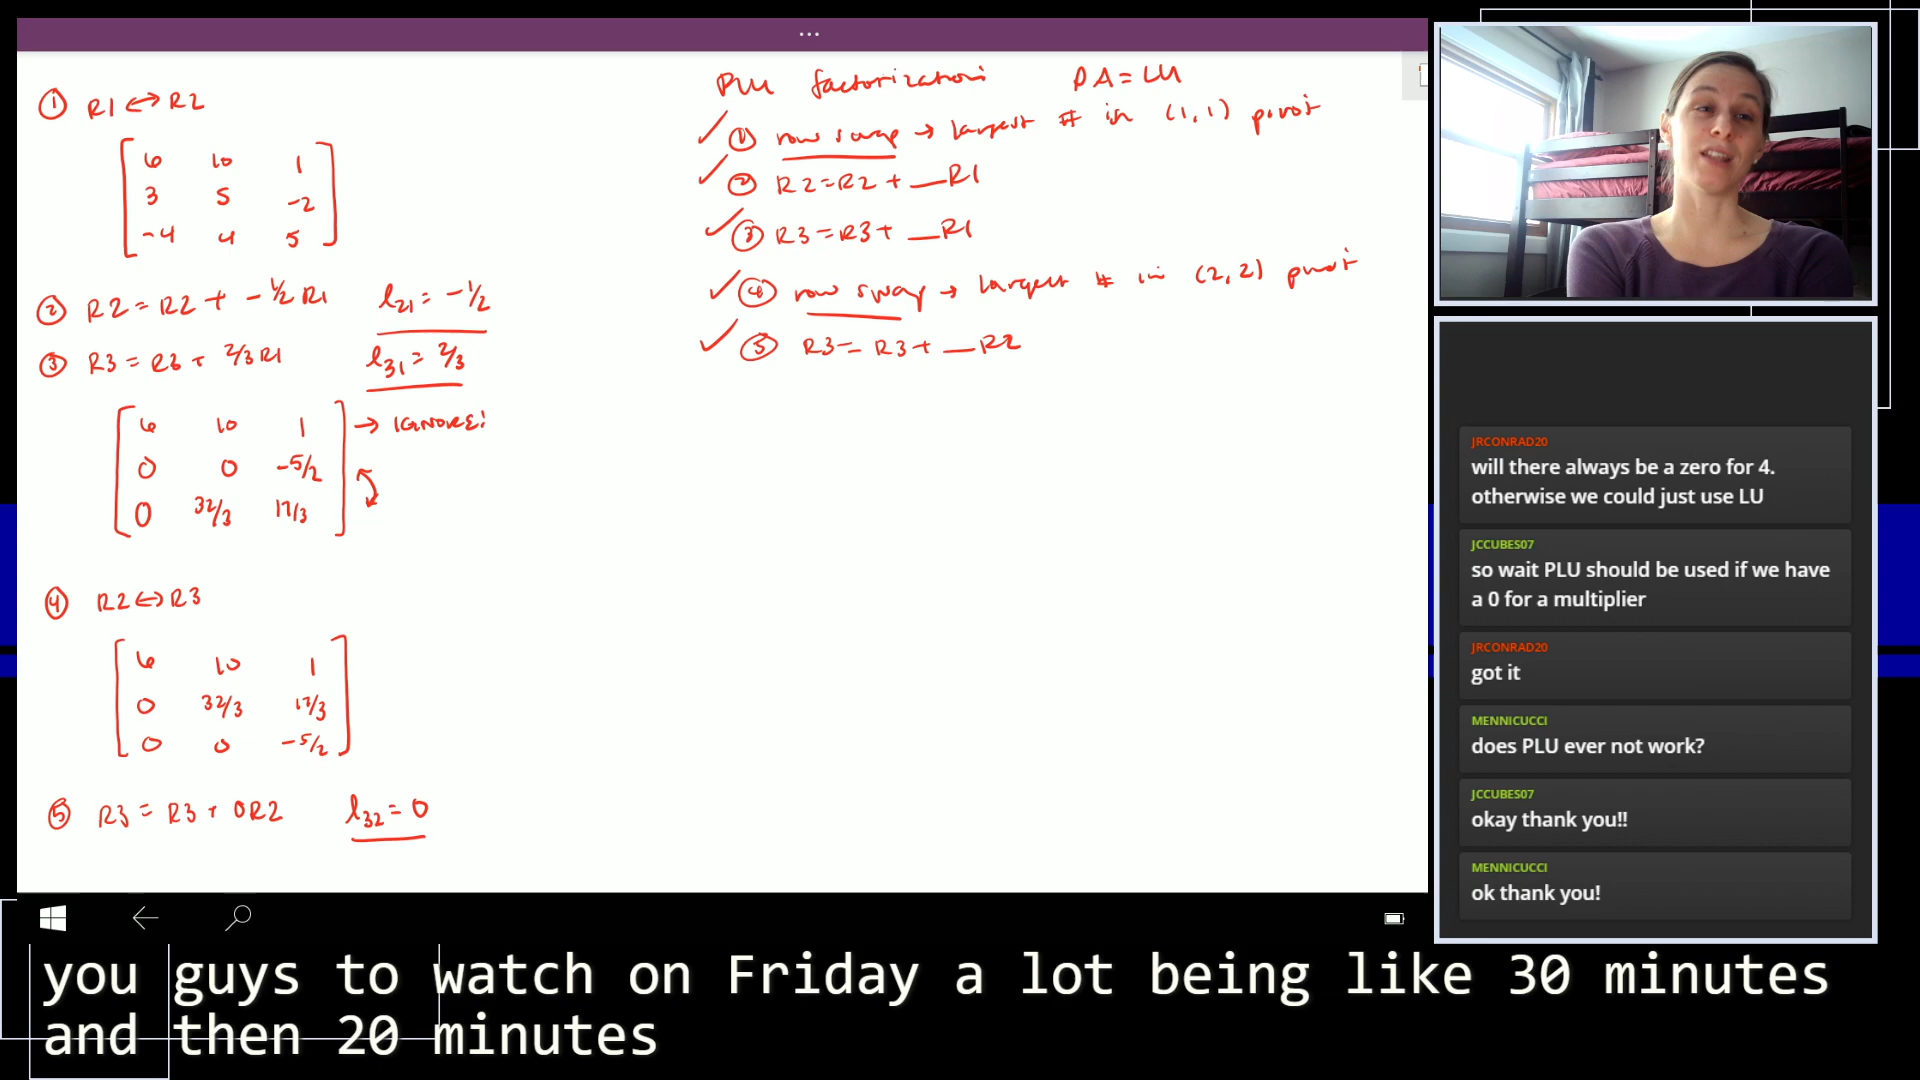 ...
① R1 ↔ R2
6 10 1
3 5 -2
-4 4 5
② R2 = R2 + -1/2 R1 l21 = -1/2
③ R3 = R3 + 2/3 R1 l31 = 2/3
6 10 1 → IGNORE!
0 0 -5/2
0 32/3 17/3
④ R2 ↔ R3
6 10 1
0 32/3 17/3
0 0 -5/2
⑤ R3 = R3 + 0R2 l32 = 0
PLU factorization PA = LU
✓ ① row swap → largest # in (1,1) pivot
✓ ② R2 = R2 + __R1
✓ ③ R3 = R3 + __R1
✓ ④ row swap → largest # in (2,2) pivot
✓ ⑤ R3 = R3 + __R2
JRCONRAD20
will there always be a zero for 4.
otherwise we could just use LU
JCCUBES07
so wait PLU should be used if we have
a 0 for a multiplier
JRCONRAD20
got it
MENNICUCCI
does PLU ever not work?
JCCUBES07
okay thank you!!
MENNICUCCI
ok thank you!
you guys to watch on Friday a lot being like 30 minutes
and then 20 minutes